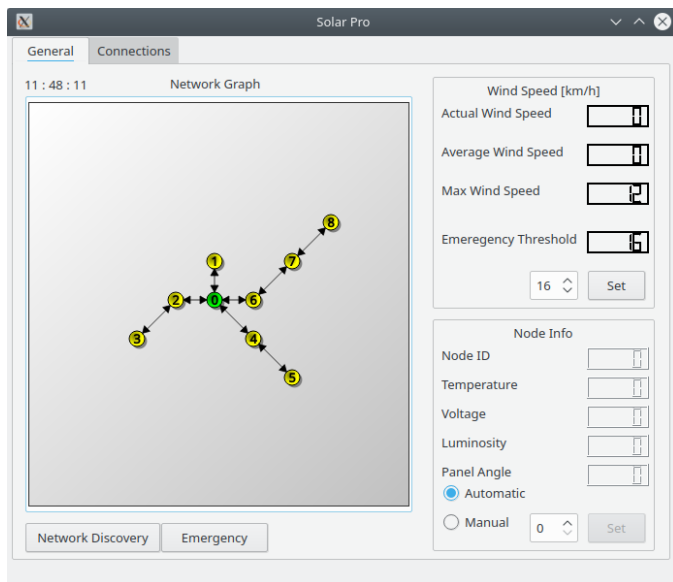 Solar Pro
General Connections
11 : 48 : 11 Network Graph
8
1 7
2 0 6
3 4
5
Network Discovery Emergency
Wind Speed [km/h]
Actual Wind Speed 0
Average Wind Speed 0
Max Wind Speed 12
Emeregency Threshold 16
16 Set
Node Info
Node ID 0
Temperature 0
Voltage 0
Luminosity 0
Panel Angle 0
Automatic
Manual 0 Set